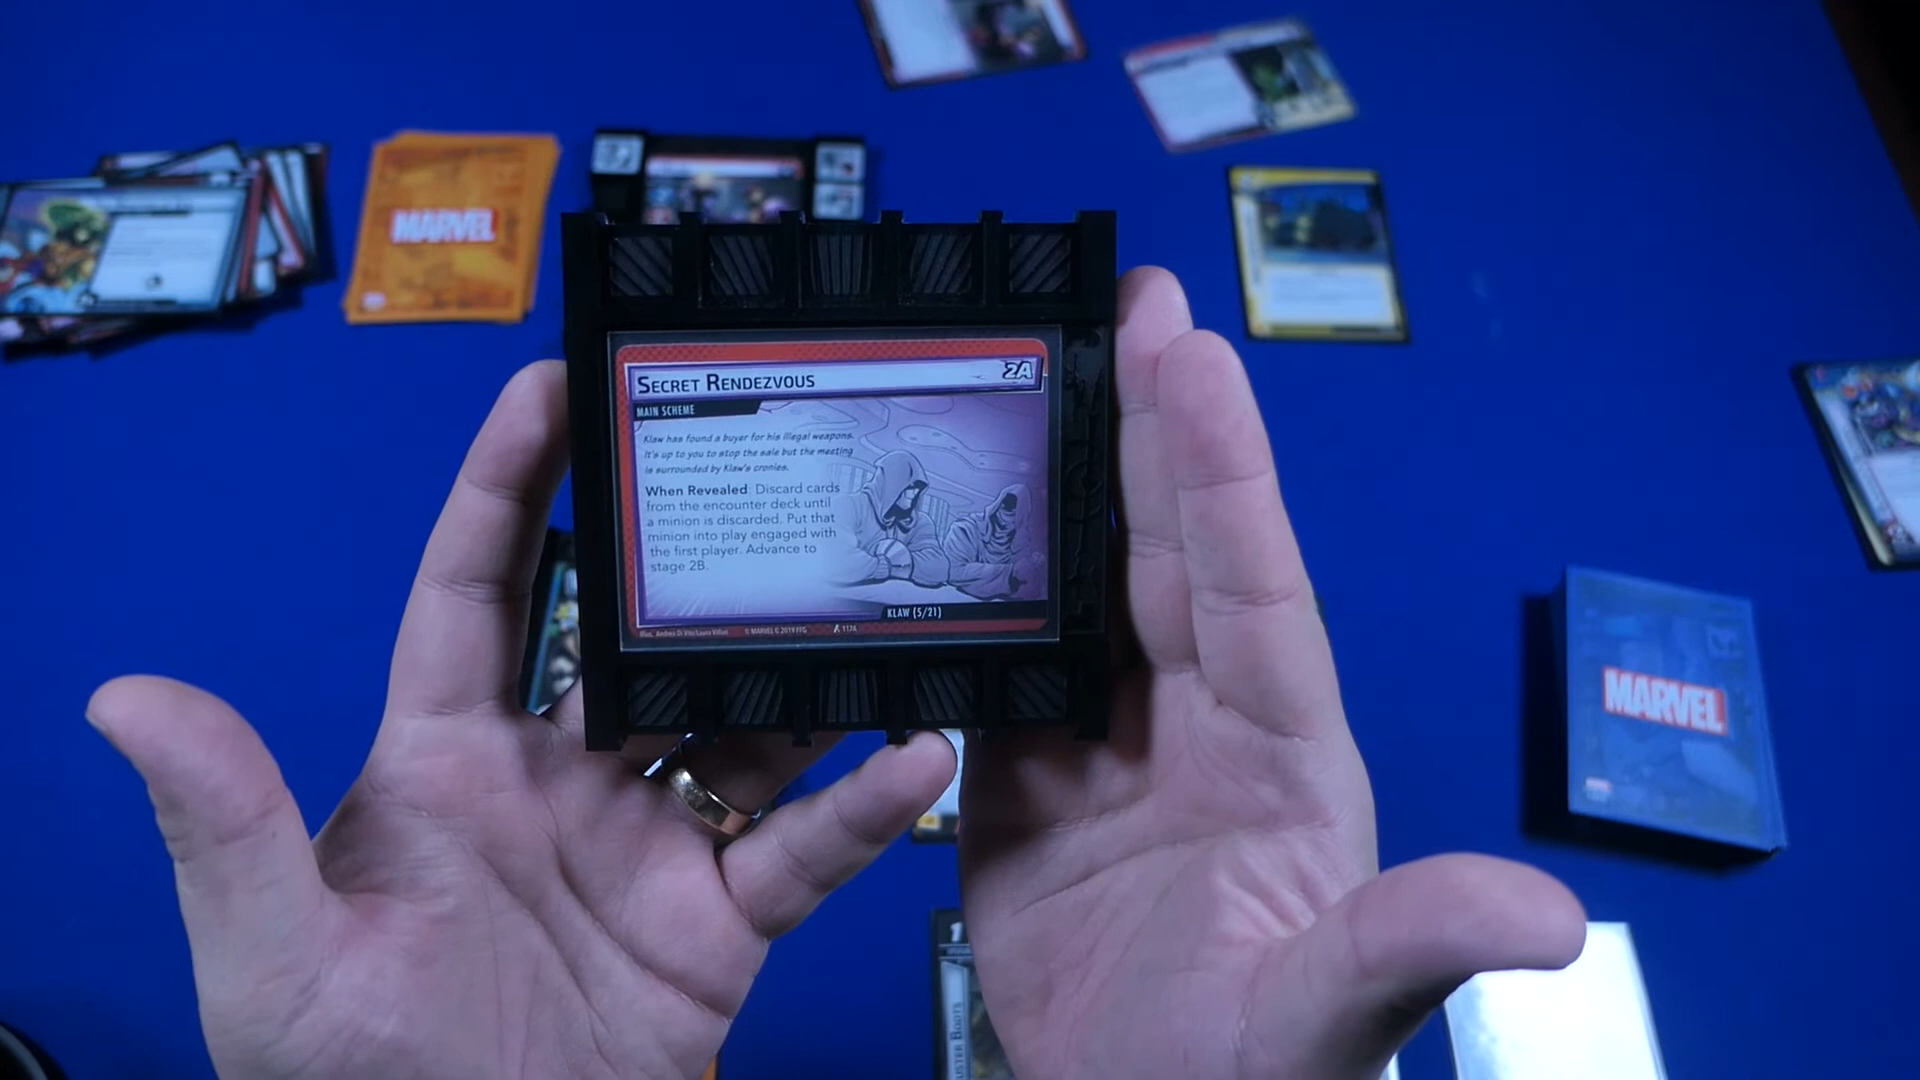 MARVEL
SECRET RENDEZVOUS
2A
MAIN SCHEME
Klaw has found a buyer for his illegal weapons.
It's up to you to stop the sale but the meeting
is surrounded by Klaw's cronies.
When Revealed: Discard cards
from the encounter deck until
a minion is discarded. Put that
minion into play engaged with
the first player. Advance to
stage 2B.
KLAW (5/21)
© MARVEL © 2019 FFG
MARVEL